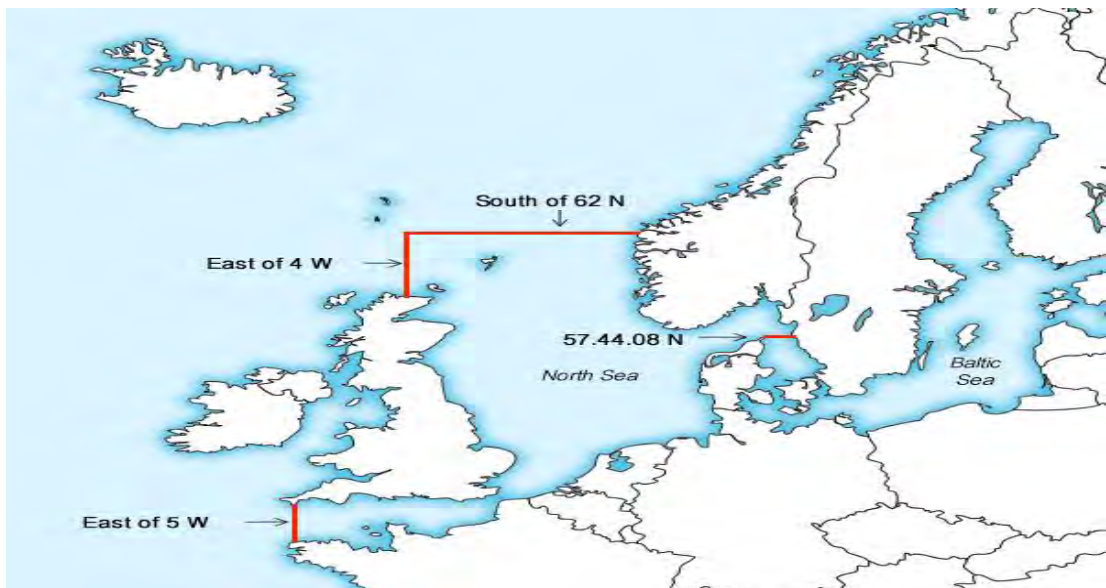 South of 62 N
East of 4 W
57.44.08 N
North Sea
Baltic
Sea
East of 5 W